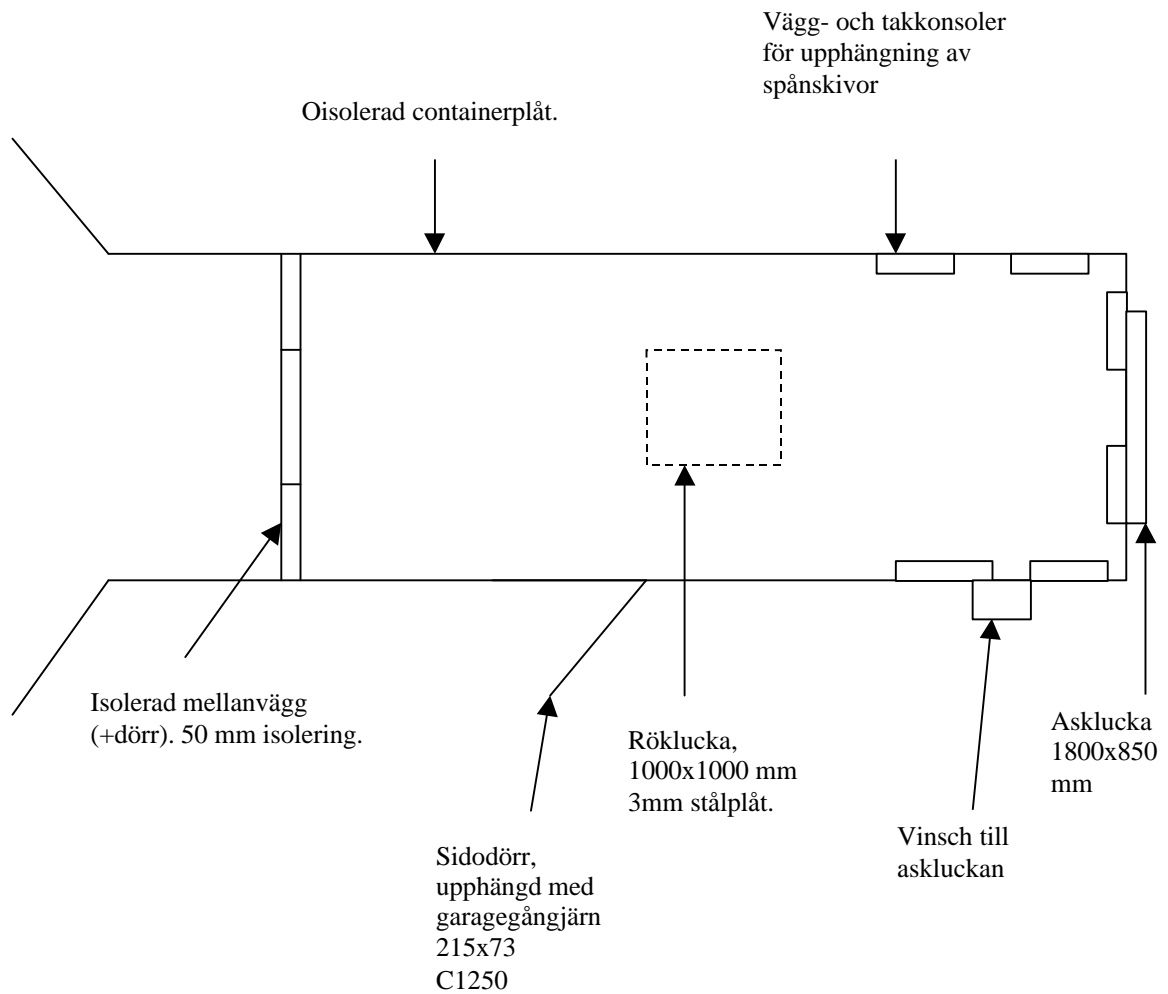 Vägg- och takkonsoler
för upphängning av
spånskivor
Oisolerad containerplåt.
Isolerad mellanvägg
(+dörr). 50 mm isolering.
Röklucka,
1000x1000 mm
3mm stålplåt.
Asklucka
1800x850
mm
Vinsch till
askluckan
Sidodörr,
upphängd med
garagegångjärn
215x73
C1250